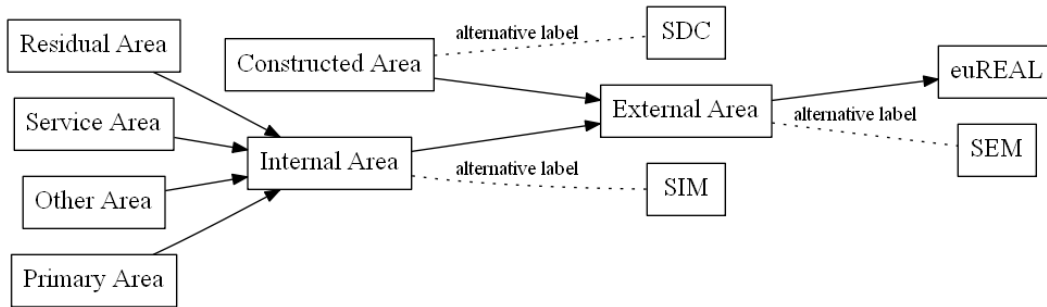 Residual Area
Service Area
Other Area
Primary Area
Constructed Area
Internal Area
alternative label
alternative label
SDC
External Area
SIM
alternative label
euREAL
SEM